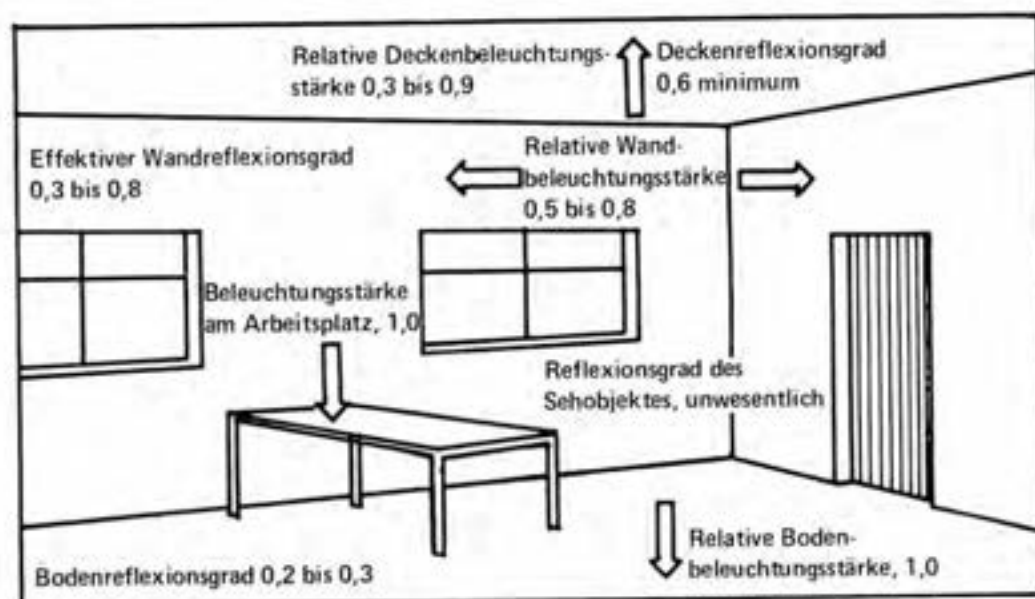 Relative Deckenbeleuchtungs-
stärke 0,3 bis 0,9
Deckenreflexionsgrad
0,6 minimum
Effektiver Wandreflexionsgrad
0,3 bis 0,8
Relative Wand-
beleuchtungsstärke
0,5 bis 0,8
Beleuchtungsstärke
am Arbeitsplatz, 1,0
Reflexionsgrad des
Sehobjektes, unwesentlich
Relative Boden-
beleuchtungsstärke, 1,0
Bodenreflexionsgrad 0,2 bis 0,3